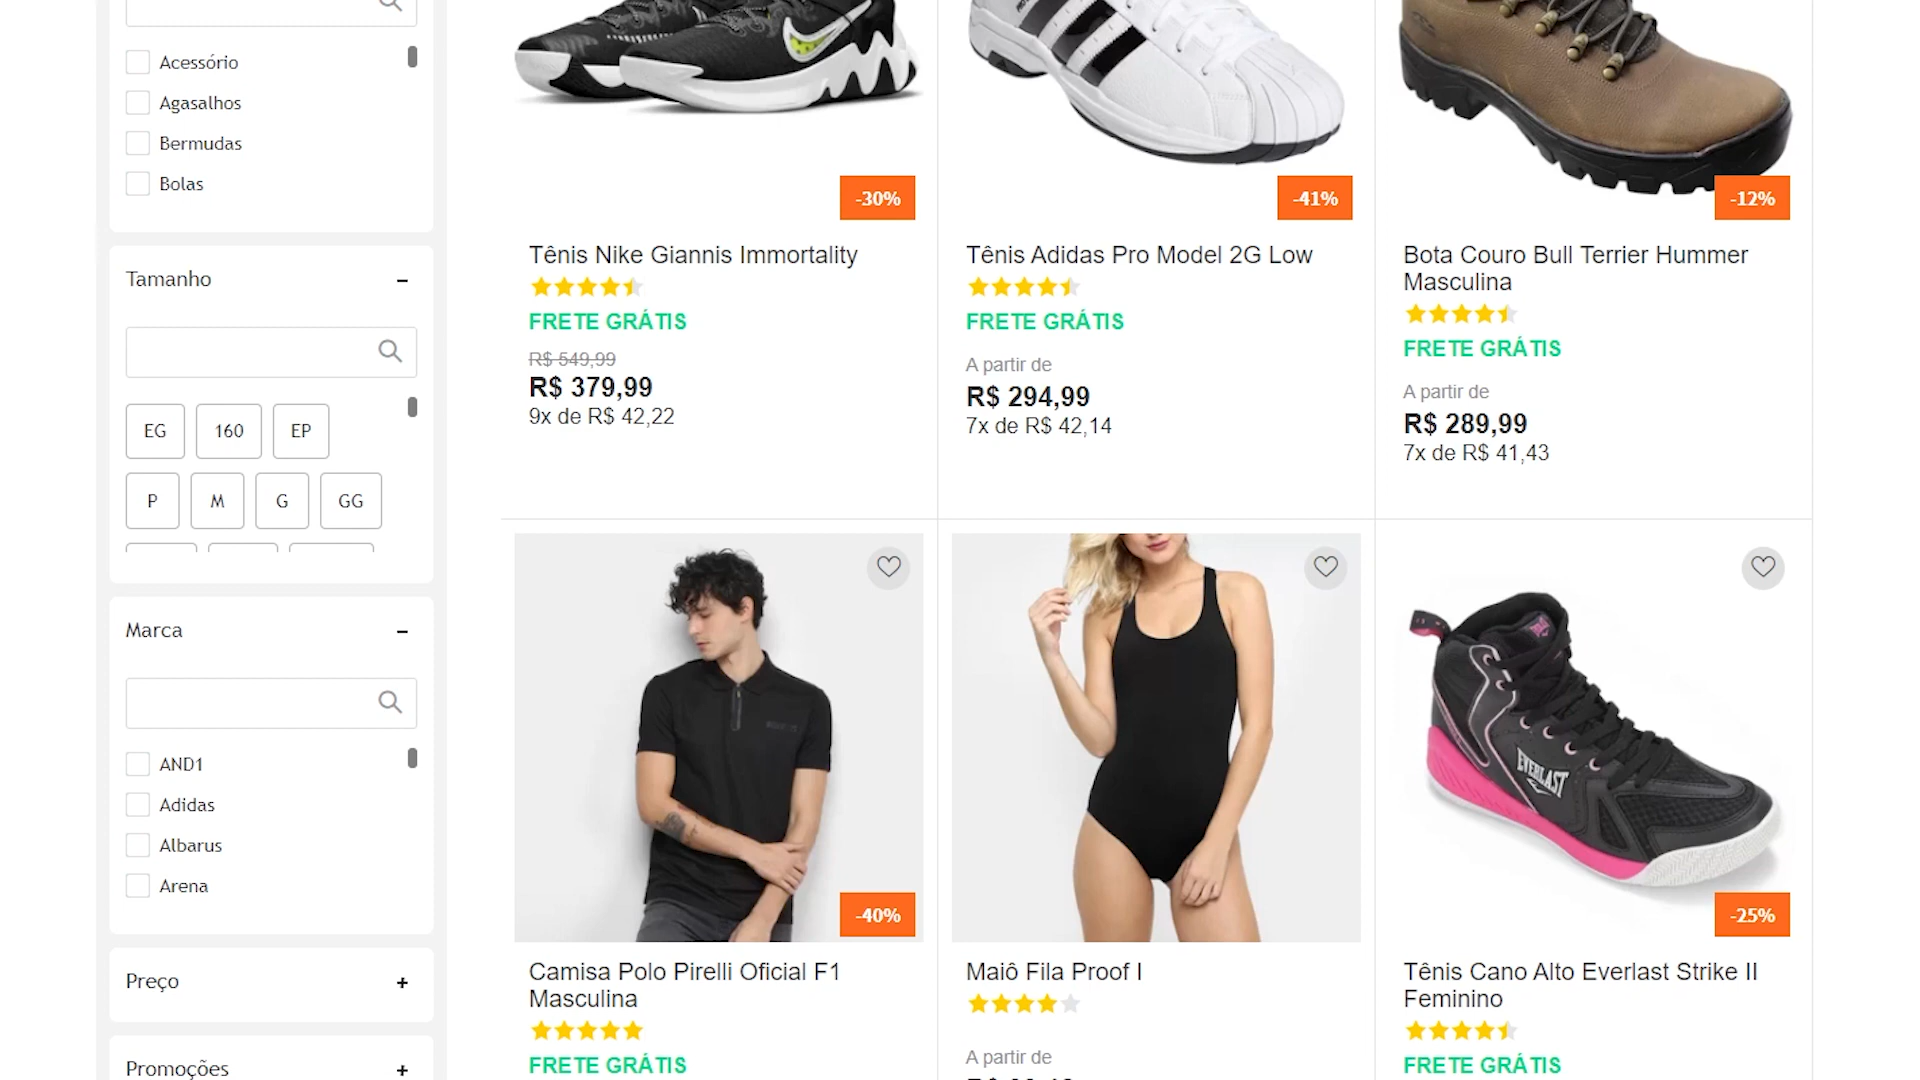 Acessório
Agasalhos
Bermudas
Bolas
Tamanho
EG
160
EP
P
M
G
GG
Marca
AND1
Adidas
Albarus
Arena
Preço
Promoções
-30%
Tênis Nike Giannis Immortality
FRETE GRÁTIS
R$ 549,99
R$ 379,99
9x de R$ 42,22
-41%
Tênis Adidas Pro Model 2G Low
FRETE GRÁTIS
A partir de
R$ 294,99
7x de R$ 42,14
-12%
Bota Couro Bull Terrier Hummer
Masculina
FRETE GRÁTIS
A partir de
R$ 289,99
7x de R$ 41,43
-40%
Camisa Polo Pirelli Oficial F1
Masculina
FRETE GRÁTIS
Maiô Fila Proof I
A partir de
EVERLAST
-25%
Tênis Cano Alto Everlast Strike II
Feminino
FRETE GRÁTIS